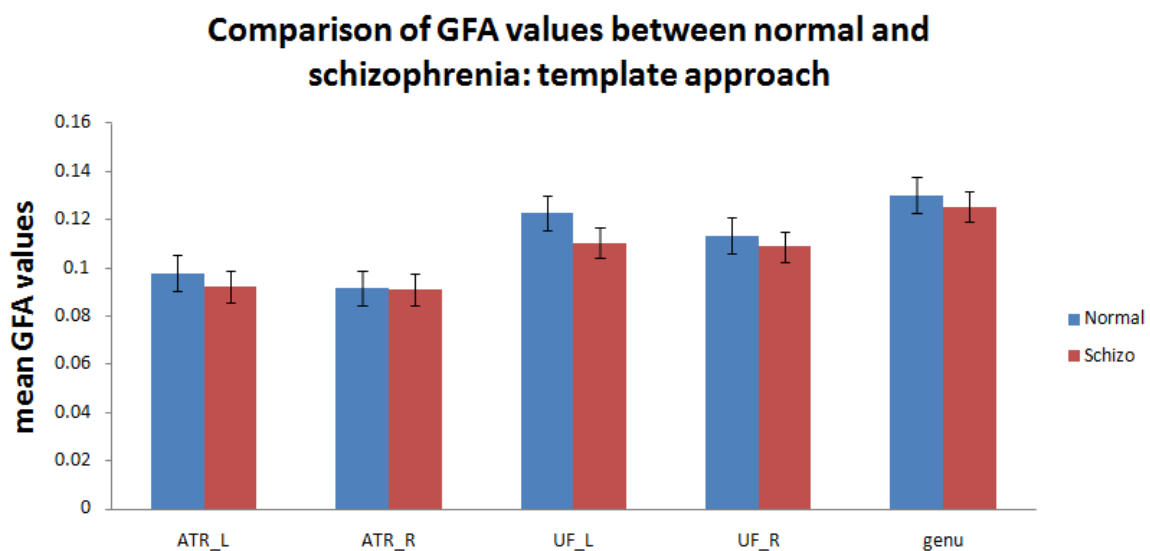 Comparison of GFA values between normal and
schizophrenia: template approach
mean GFA values
0.16
0.14
0.12
0.1
0.08
0.06
0.04
0.02
0
ATR_L
ATR_R
UF_L
UF_R
genu
Normal
Schizo